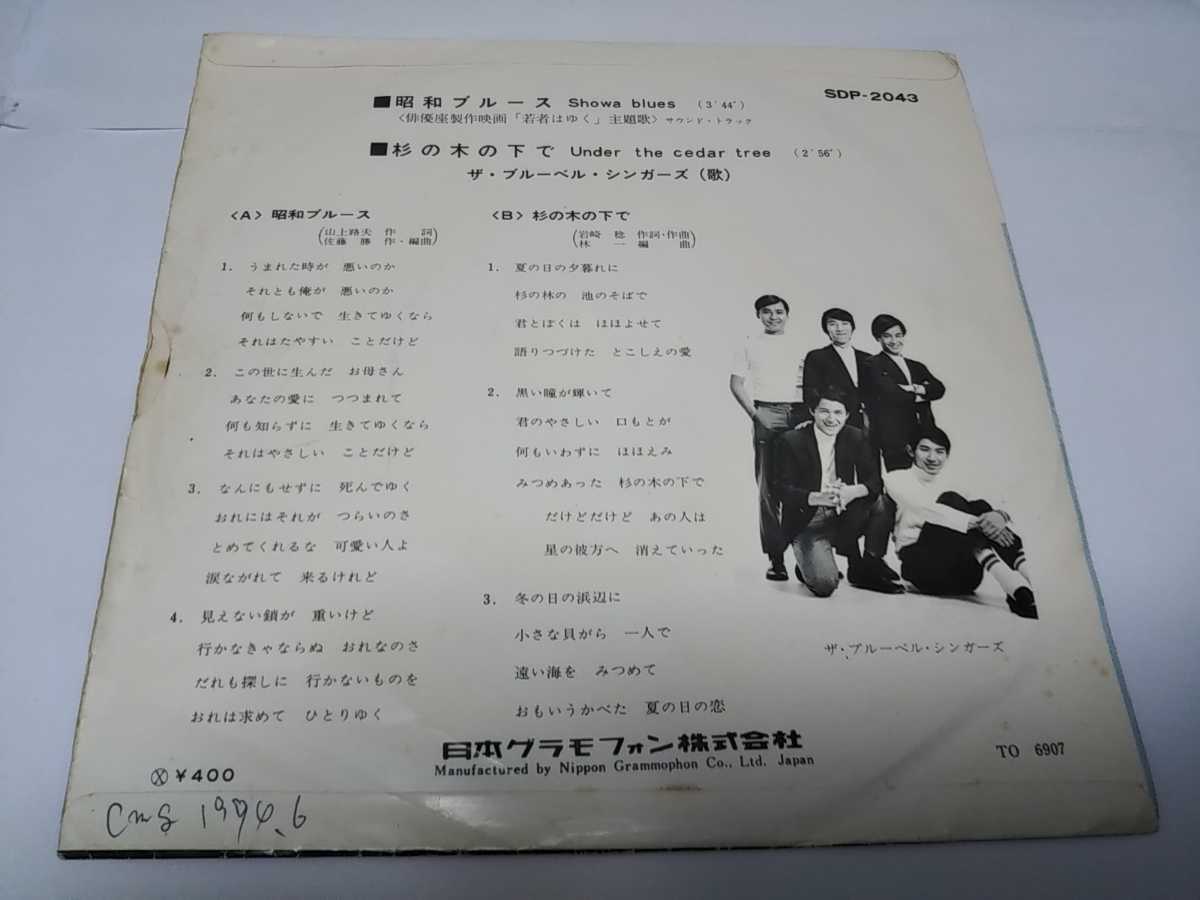 SDP-2043
■昭和ブルース Showa blues (3′44″)
〈俳優座製作映画「若者はゆく」主題歌〉サウンド・トラック
■杉の木の下で Under the cedar tree (2′56″)
ザ・ブルーベル・シンガーズ(歌)
〈A〉昭和ブルース
(山上路夫 作詞
佐藤勝 作・編曲)
1. うまれた時が 悪いのか
それとも俺が 悪いのか
何もしないで 生きてゆくなら
それはたやすい ことだけど
2. この世に生んだ お母さん
あなたの愛に つつまれて
何も知らずに 生きてゆくなら
それはやさしい ことだけど
3. なんにもせずに 死んでゆく
おれにはそれが つらいのさ
とめてくれるな 可愛い人よ
涙ながれて 来るけれど
4. 見えない鎖が 重いけど
行かなきゃならぬ おれなのさ
だれも探しに 行かないものを
おれは求めて ひとりゆく
〈B〉杉の木の下で
(岩崎稔 作詞・作曲
林一 編曲)
1. 夏の日の夕暮れに
杉の林の 池のそばで
君とぼくは ほほよせて
語りつづけた とこしえの愛
2. 黒い瞳が輝いて
君のやさしい 口もとが
何もいわずに ほほえみ
みつめあった 杉の木の下で
だけどだけど あの人は
星の彼方へ 消えていった
3. 冬の日の浜辺に
小さな貝がら 一人で
遠い海を みつめて
おもいうかべた 夏の日の恋
ザ・ブルーベル・シンガーズ
日本グラモフォン株式会社
Manufactured by Nippon Grammophon Co., Ltd. Japan
TO 6907
Ⓧ ¥400